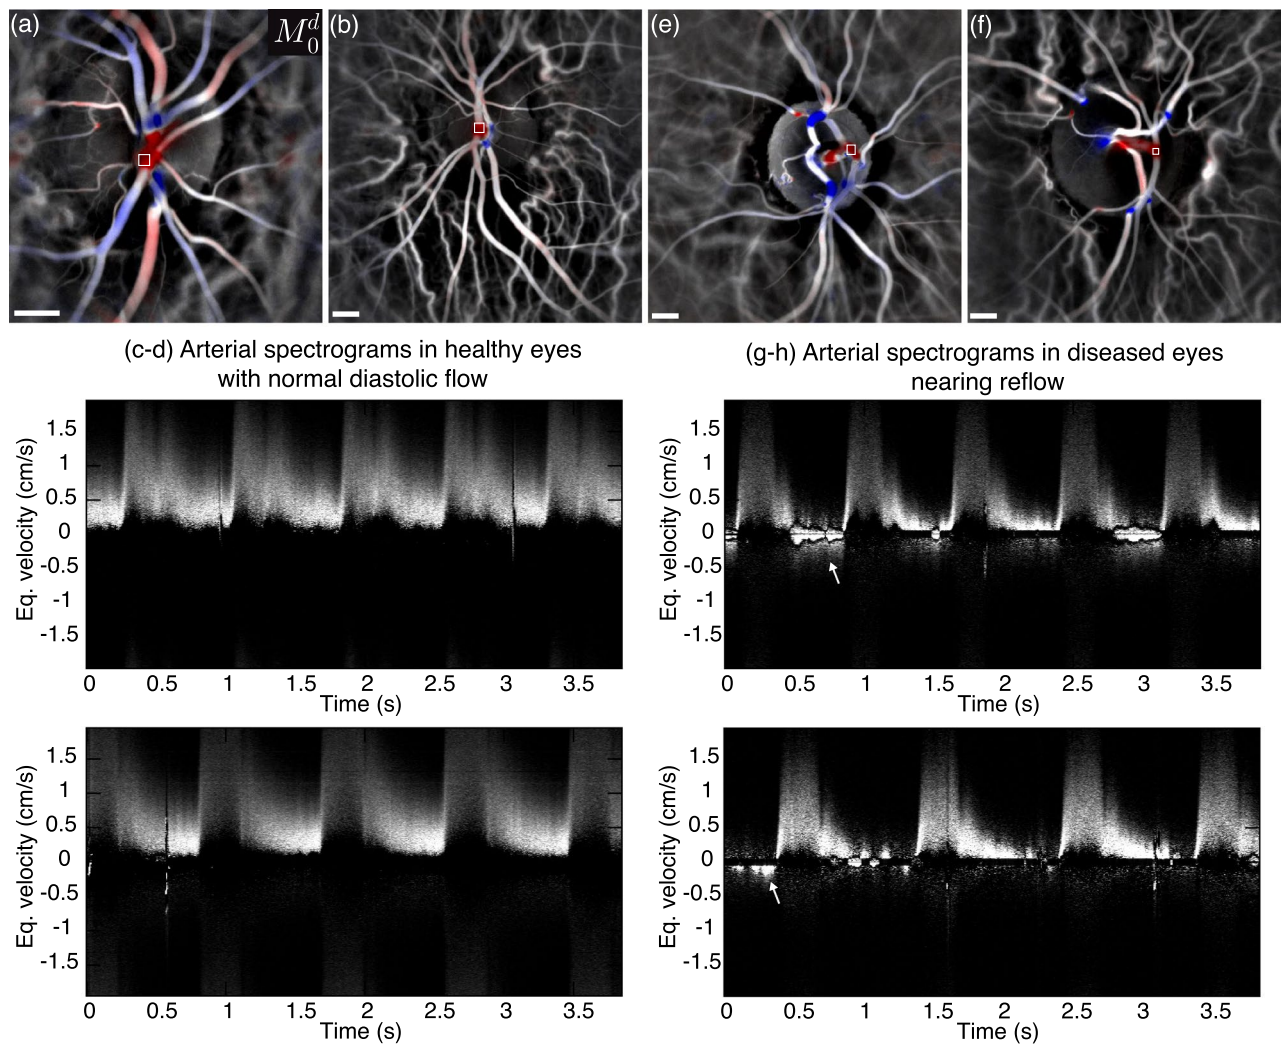 (a)
M₀ᵈ
(b)
(e)
(f)
(c-d) Arterial spectrograms in healthy eyes
with normal diastolic flow
(g-h) Arterial spectrograms in diseased eyes
nearing reflow
Eq. velocity (cm/s)
1.5
1
0.5
0
-0.5
-1
-1.5
0 0.5 1 1.5 2 2.5 3 3.5
Time (s)
Eq. velocity (cm/s)
1.5
1
0.5
0
-0.5
-1
-1.5
0 0.5 1 1.5 2 2.5 3 3.5
Time (s)
Eq. velocity (cm/s)
1.5
1
0.5
0
-0.5
-1
-1.5
0 0.5 1 1.5 2 2.5 3 3.5
Time (s)
Eq. velocity (cm/s)
1.5
1
0.5
0
-0.5
-1
-1.5
0 0.5 1 1.5 2 2.5 3 3.5
Time (s)